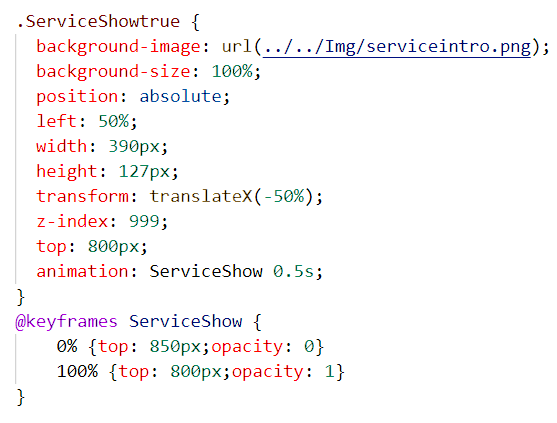 .ServiceShowtrue {
background-image: url(../../Img/serviceintro.png);
background-size: 100%;
position: absolute;
left: 50%;
width: 390px;
height: 127px;
transform: translateX(-50%);
z-index: 999;
top: 800px;
animation: ServiceShow 0.5s;
}
@keyframes ServiceShow {
0% {top: 850px;opacity: 0}
100% {top: 800px;opacity: 1}
}